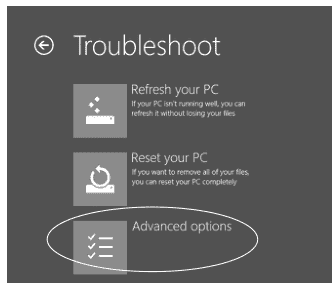 Troubleshoot
Refresh your PC
If your PC isn't running well, you can
refresh it without losing your files
Reset your PC
If you want to remove all of your files,
you can reset your PC completely
Advanced options